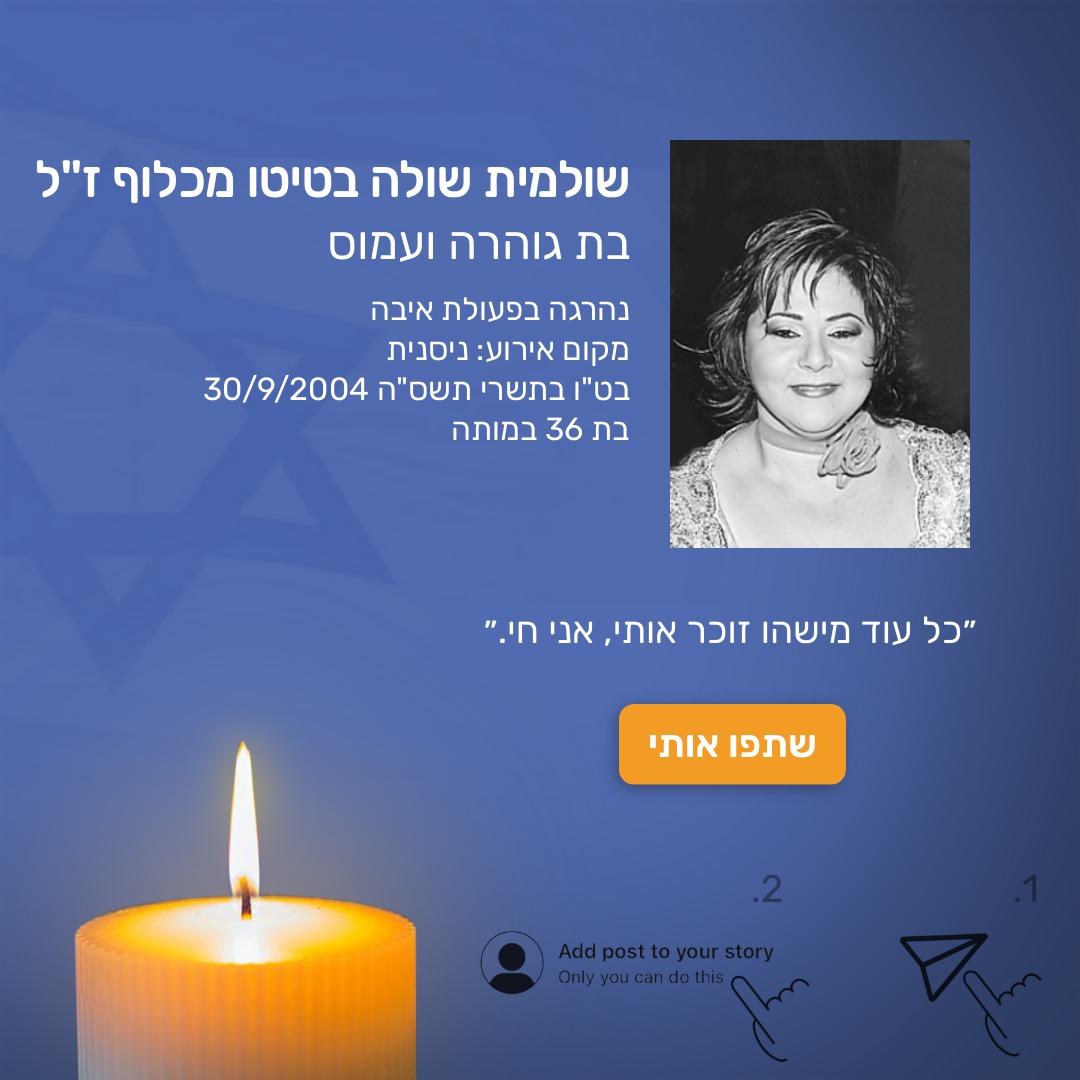 שולמית שולה בטיטו מכלוף ז"ל
בת גוהרה ועמוס
נהרגה בפעולת איבה
מקום אירוע: ניסנית
בט"ו בתשרי תשס"ה 30/9/2004
בת 36 במותה
״כל עוד מישהו זוכר אותי, אני חי.״
שתפו אותי
1.
2.
Add post to your story
Only you can do this